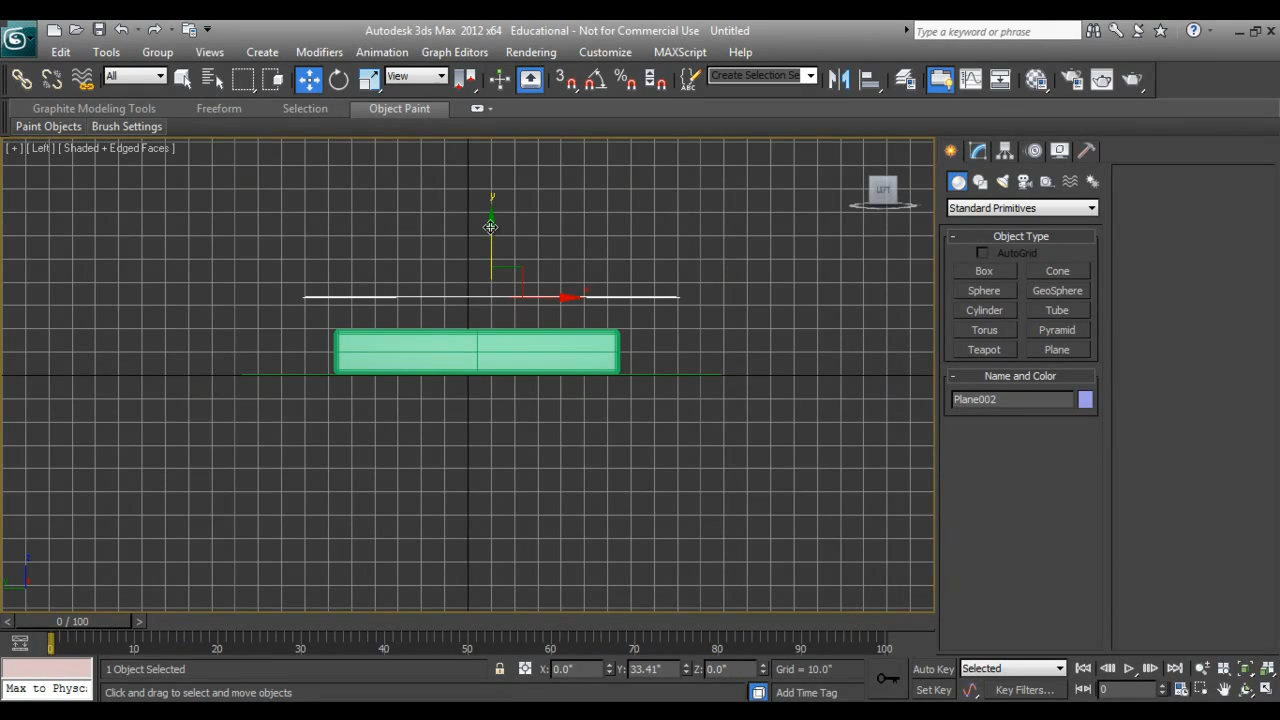 Autodesk 3ds Max 2012 x64 Educational - Not for Commercial Use Untitled
Type a keyword or phrase
Edit Tools Group Views Create Modifiers Animation Graph Editors Rendering Customize MAXScript Help
All View Create Selection Se
Graphite Modeling Tools Freeform Selection Object Paint
Paint Objects Brush Settings
[ + ] [ Left ] [ Shaded + Edged Faces ]
LEFT
y
Standard Primitives
- Object Type
AutoGrid
Box Cone
Sphere GeoSphere
Cylinder Tube
Torus Pyramid
Teapot Plane
- Name and Color
Plane002
z
< 0 / 100 >
0 10 20 30 40 50 60 70 80 90 100
1 Object Selected X: 0.0" Y: 33.41" Z: 0.0" Grid = 10.0" Auto Key Selected
Max to Physc: Click and drag to select and move objects Add Time Tag Set Key Key Filters... 0